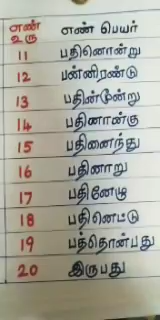 எண் உரு எண் பெயர்
11 பதினொன்று
12 பன்னிரண்டு
13 பதின்மூன்று
14 பதினான்கு
15 பதினைந்து
16 பதினாறு
17 பதினேழு
18 பதினெட்டு
19 பத்தொன்பது
20 இருபது